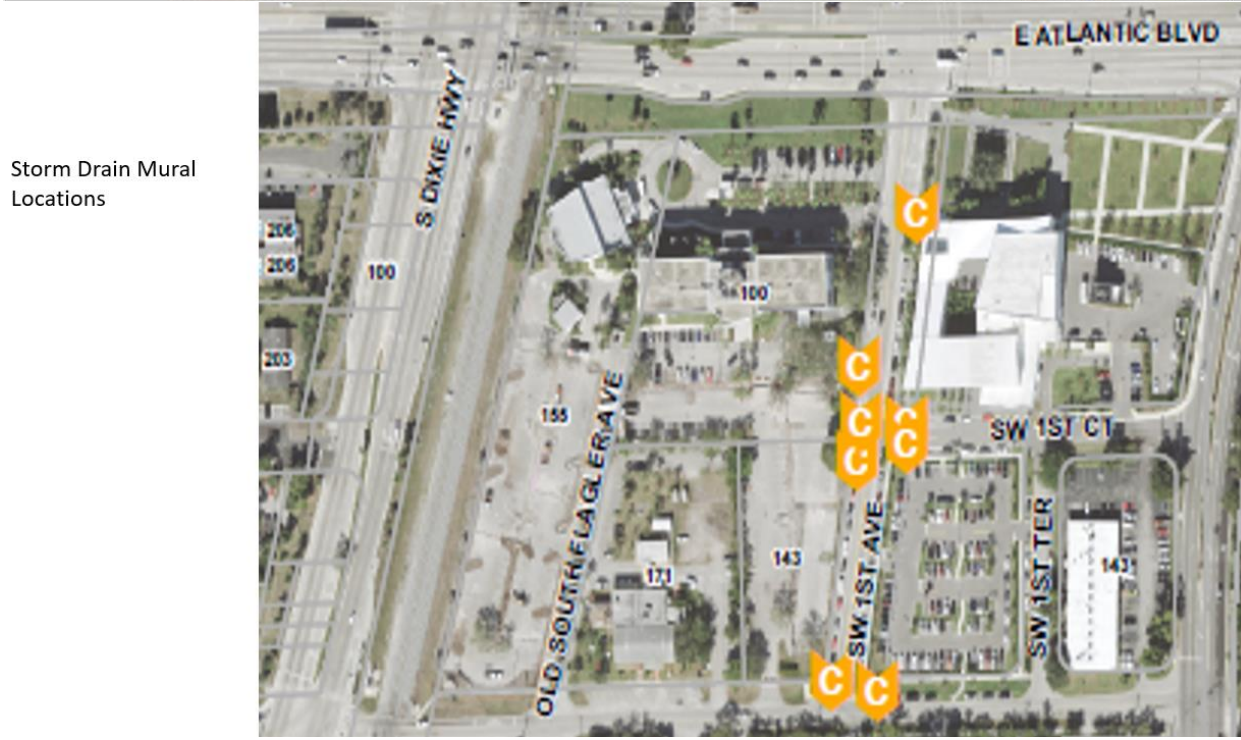 Storm Drain Mural
Locations
E ATLANTIC BLVD
S DIXIE HWY
C
206
206
100
100
203
C
155
C
C
SW 1ST CT
C
C
OLD SOUTH FLAGLER AVE
SW 1ST AVE
SW 1ST TER
143
143
171
C
C